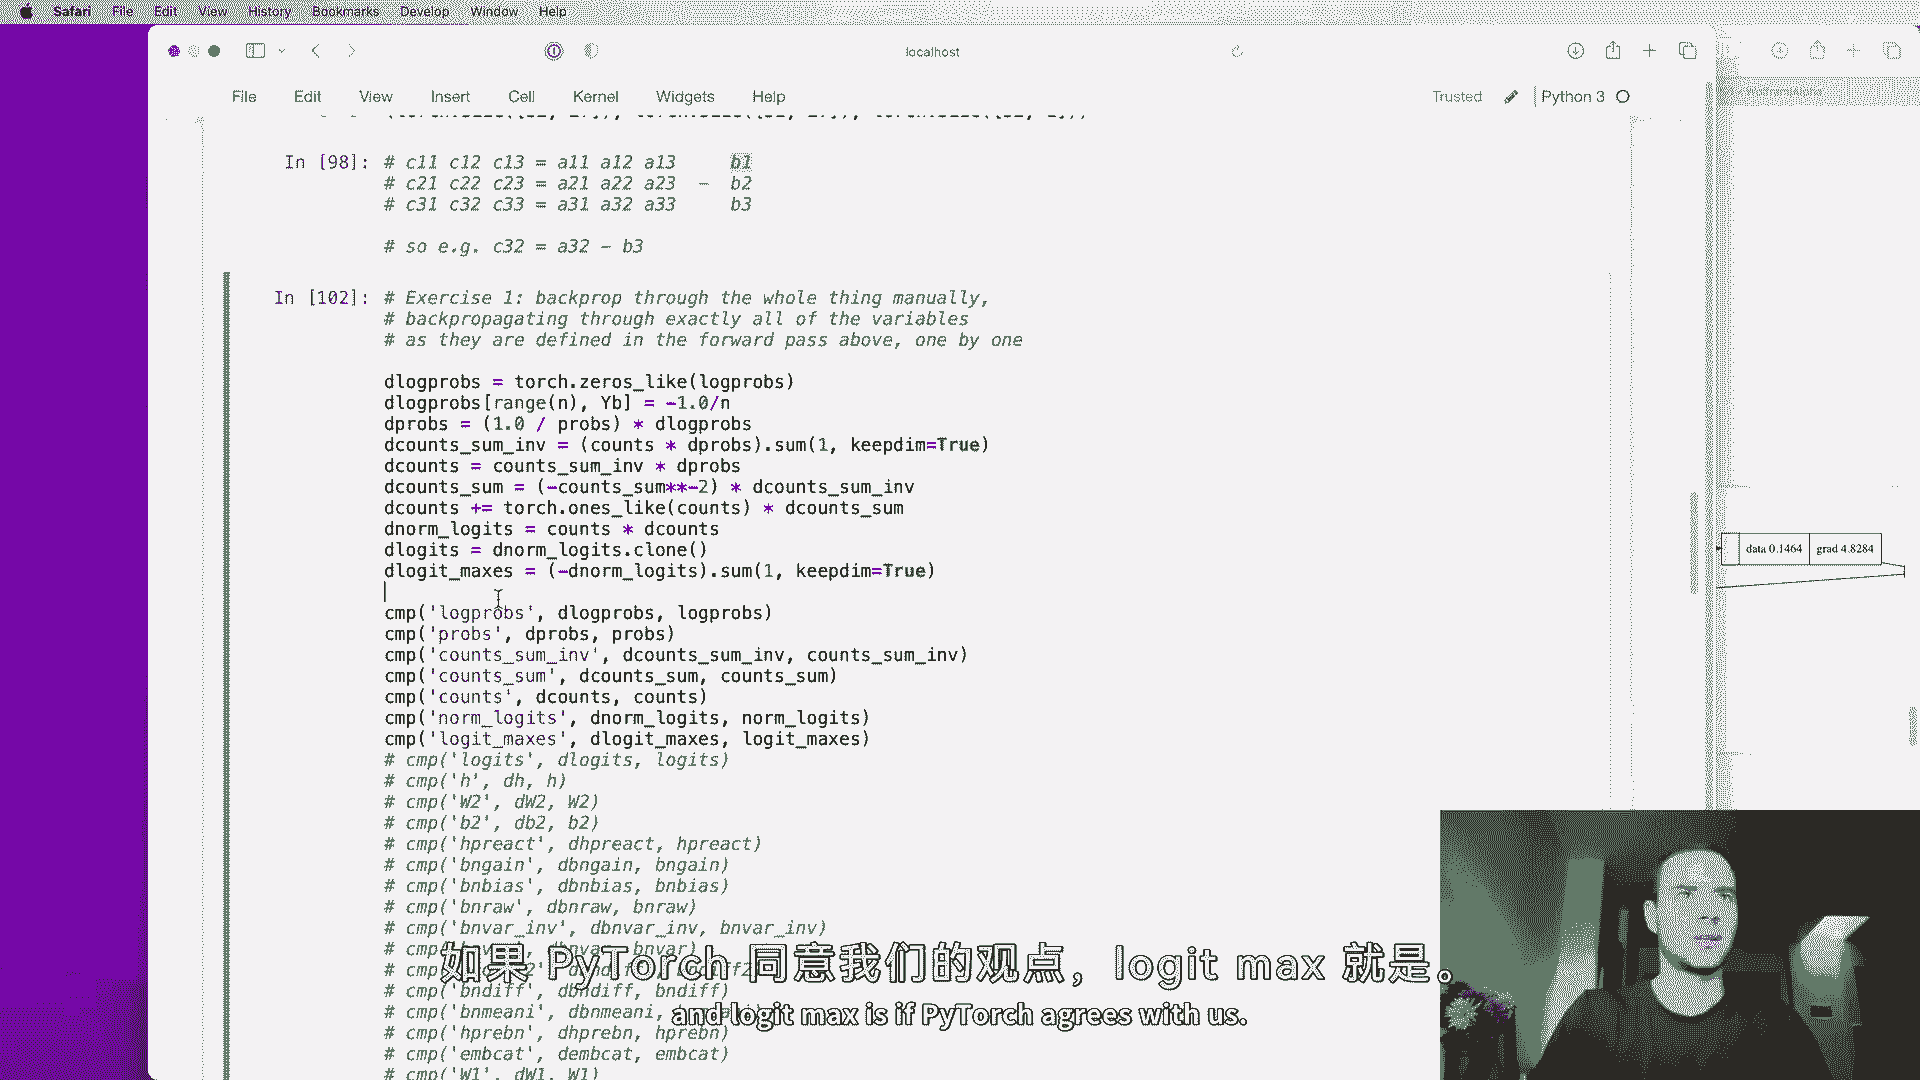 Safari File Edit View History Bookmarks Develop Window Help
localhost
File Edit View Insert Cell Kernel Widgets Help
Trusted Python 3
In [98]: # c11 c12 c13 = a11 a12 a13 b1
# c21 c22 c23 = a21 a22 a23 - b2
# c31 c32 c33 = a31 a32 a33 b3
# so e.g. c32 = a32 - b3
In [102]: # Exercise 1: backprop through the whole thing manually,
# backpropagating through exactly all of the variables
# as they are defined in the forward pass above, one by one
dlogprobs = torch.zeros_like(logprobs)
dlogprobs[range(n), Yb] = -1.0/n
dprobs = (1.0 / probs) * dlogprobs
dcounts_sum_inv = (counts * dprobs).sum(1, keepdim=True)
dcounts = counts_sum_inv * dprobs
dcounts_sum = (-counts_sum**-2) * dcounts_sum_inv
dcounts += torch.ones_like(counts) * dcounts_sum
dnorm_logits = counts * dcounts
data 0.1464 grad 4.8284
dlogits = dnorm_logits.clone()
dlogit_maxes = (-dnorm_logits).sum(1, keepdim=True)
cmp('logprobs', dlogprobs, logprobs)
cmp('probs', dprobs, probs)
cmp('counts_sum_inv', dcounts_sum_inv, counts_sum_inv)
cmp('counts_sum', dcounts_sum, counts_sum)
cmp('counts', dcounts, counts)
cmp('norm_logits', dnorm_logits, norm_logits)
cmp('logit_maxes', dlogit_maxes, logit_maxes)
# cmp('logits', dlogits, logits)
# cmp('h', dh, h)
# cmp('W2', dW2, W2)
# cmp('b2', db2, b2)
# cmp('hpreact', dhpreact, hpreact)
# cmp('bngain', dbngain, bngain)
# cmp('bnbias', dbnbias, bnbias)
# cmp('bnraw', dbnraw, bnraw)
# cmp('bnvar_inv', dbnvar_inv, bnvar_inv)
如果 PyTorch 同意我们的观点，logit max 就是。
# cmp('bndiff', dbndiff, bndiff)
and logit max is if PyTorch agrees with us.
# cmp('hprebn', dhprebn, hprebn)
# cmp('embcat', dembcat, embcat)
# cmp('W1', dW1, W1)